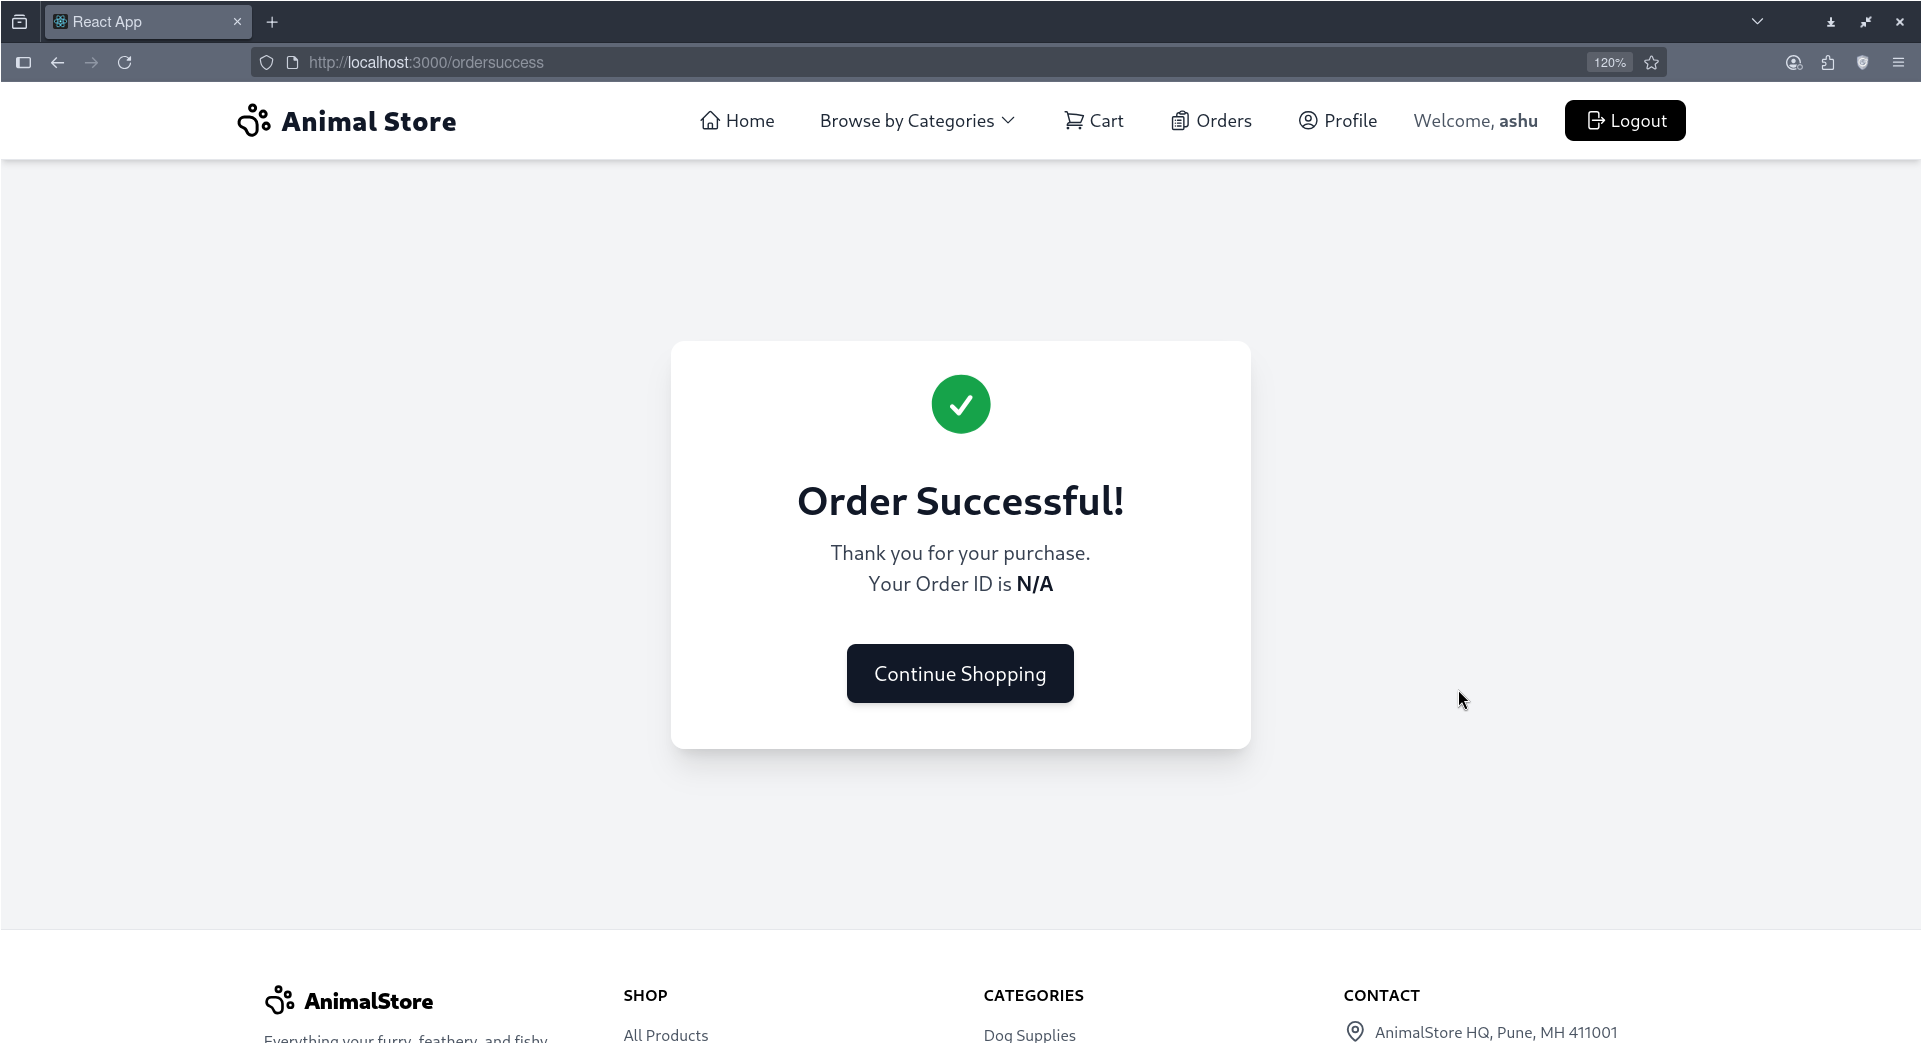 React App
http://localhost:3000/ordersuccess
120%
Animal Store
Home
Browse by Categories
Cart
Orders
Profile
Welcome, ashu
Logout
Order Successful!
Thank you for your purchase.
Your Order ID is N/A
Continue Shopping
AnimalStore
Everything your furry, feathery, and fishy
SHOP
All Products
CATEGORIES
Dog Supplies
CONTACT
AnimalStore HQ, Pune, MH 411001